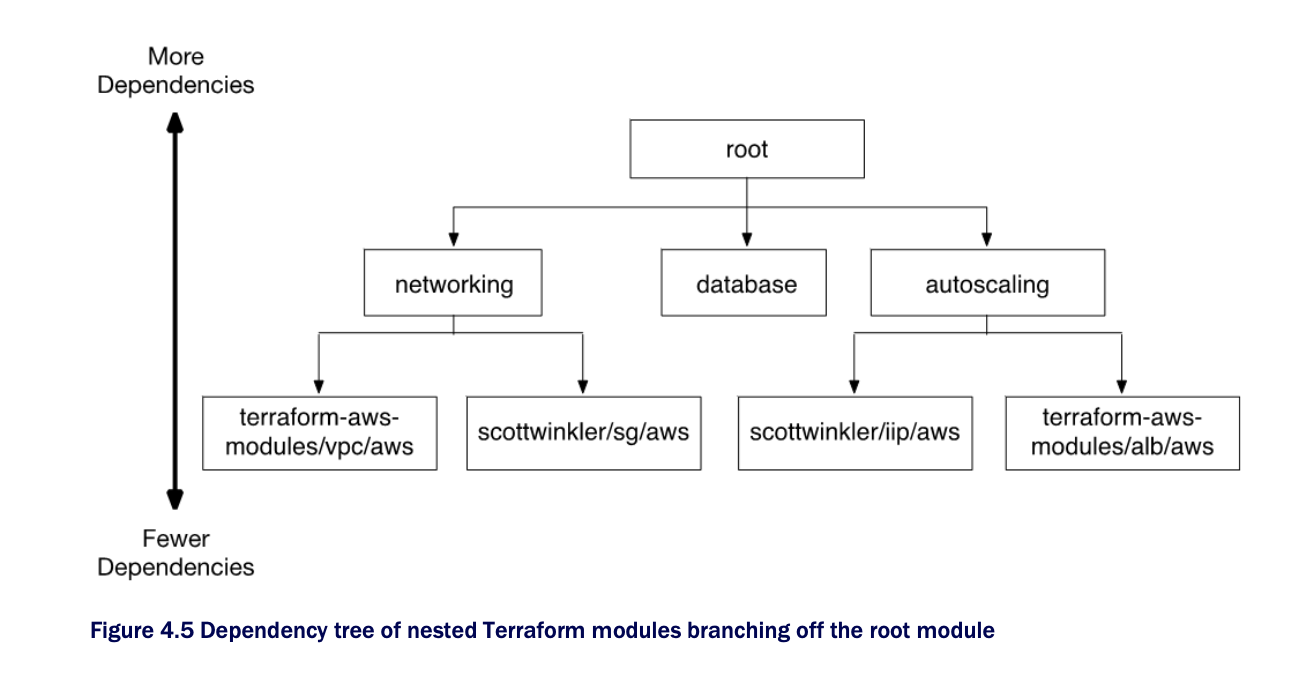 More
Dependencies
root
networking
database
autoscaling
terraform-aws-
modules/vpc/aws
scottwinkler/sg/aws
scottwinkler/iip/aws
terraform-aws-
modules/alb/aws
Fewer
Dependencies
Figure 4.5 Dependency tree of nested Terraform modules branching off the root module